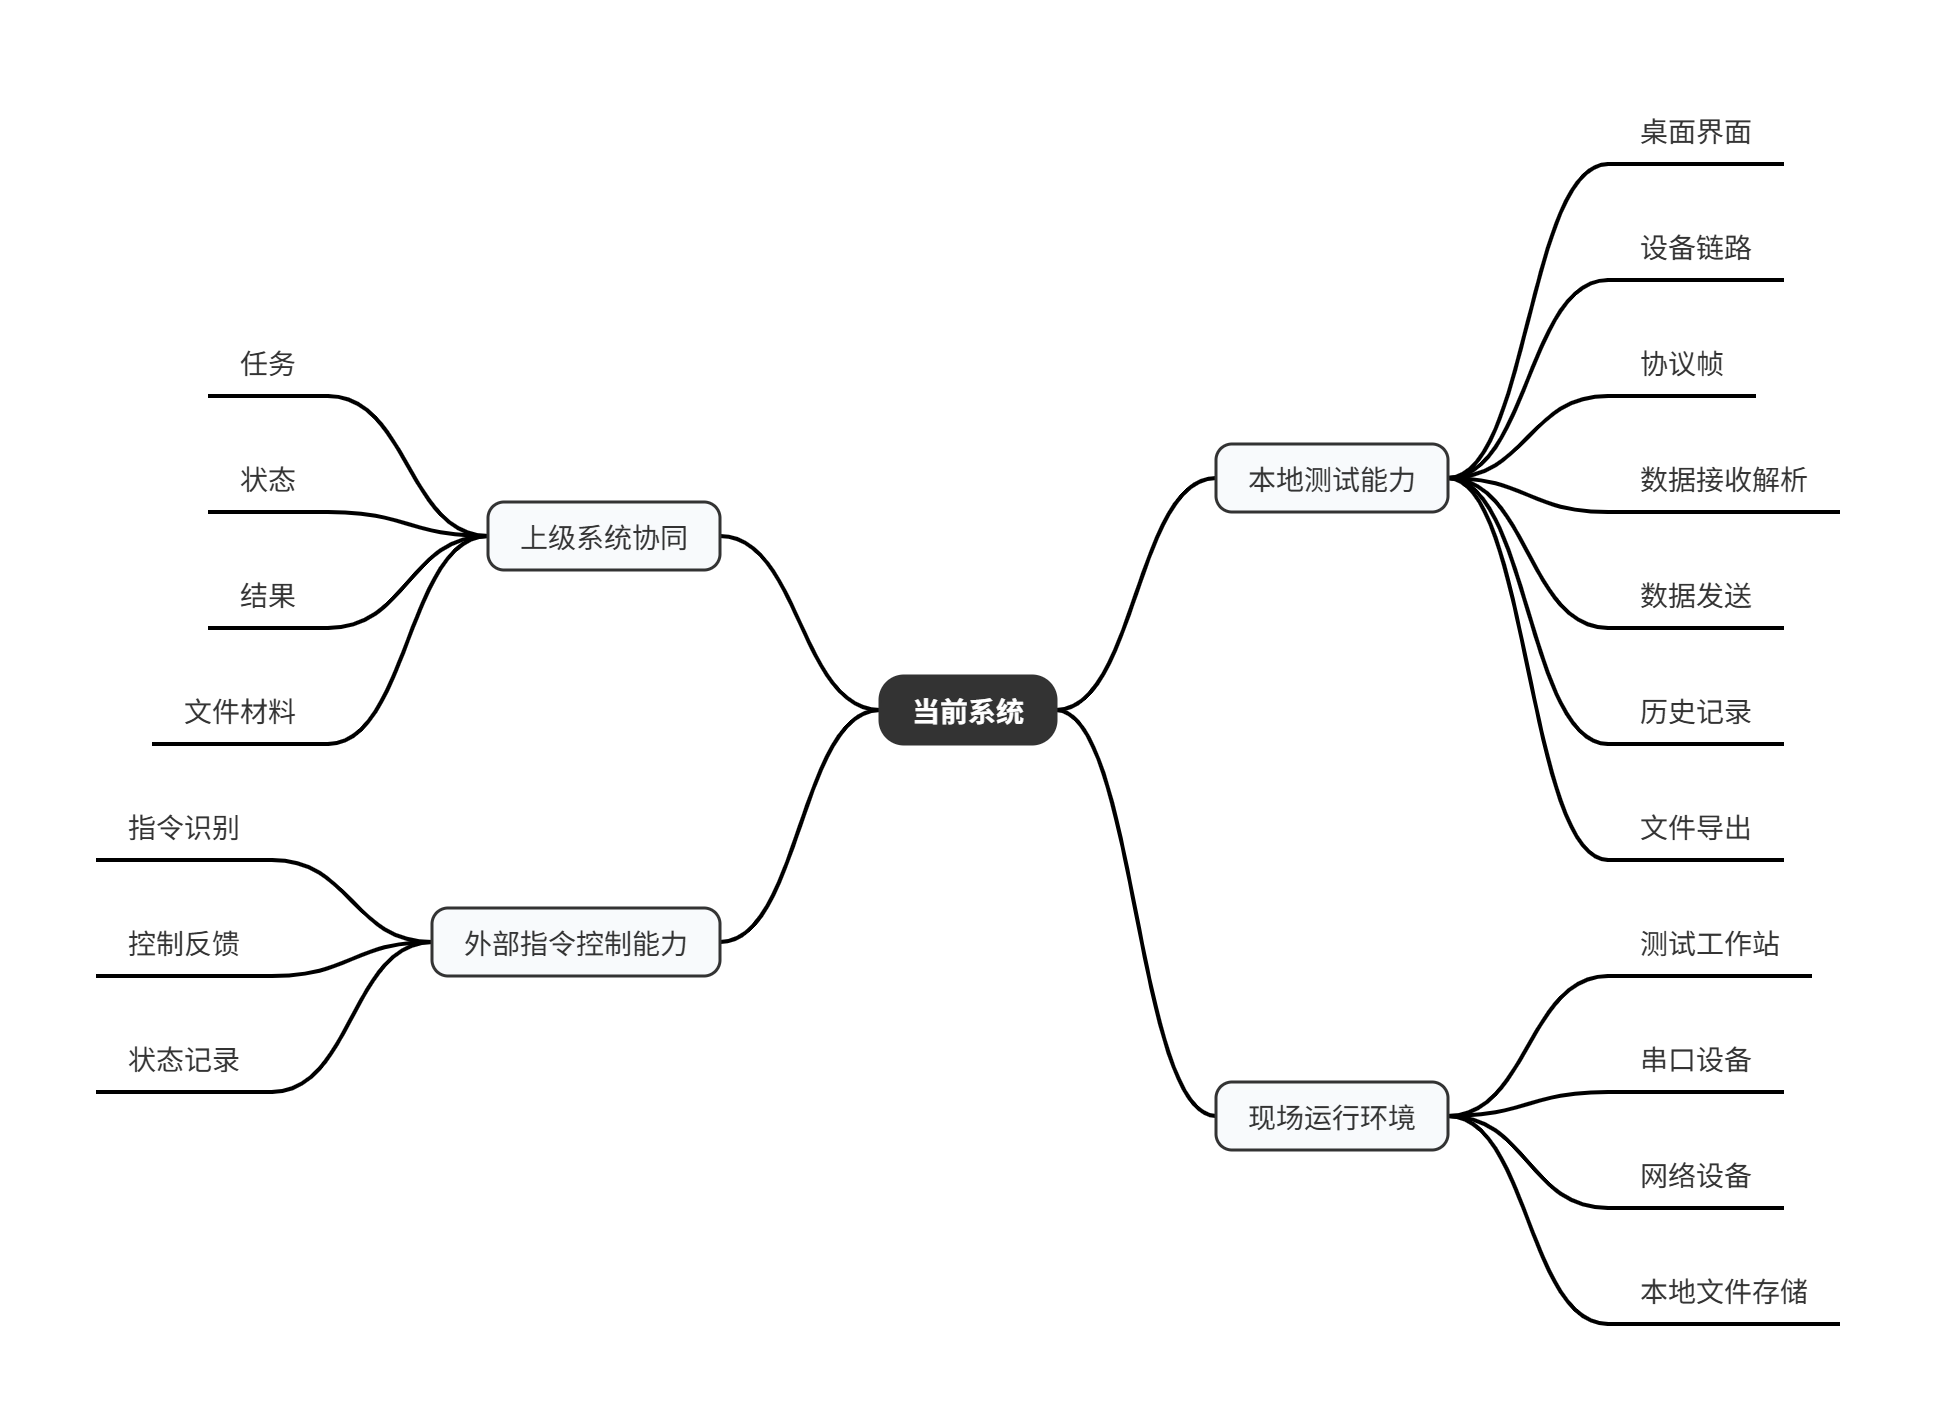 当前系统
本地测试能力
桌面界面
设备链路
协议帧
数据接收解析
数据发送
历史记录
文件导出
现场运行环境
测试工作站
串口设备
网络设备
本地文件存储
上级系统协同
任务
状态
结果
文件材料
外部指令控制能力
指令识别
控制反馈
状态记录